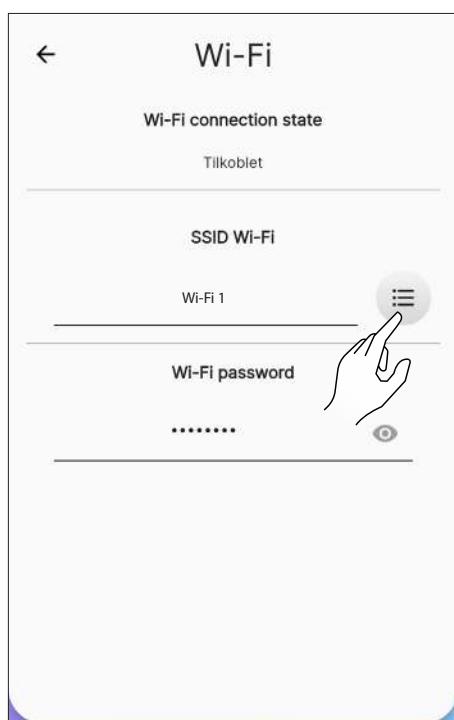 Wi-Fi
Wi-Fi connection state
Tilkoblet
SSID Wi-Fi
Wi-Fi 1
Wi-Fi password
••••••••